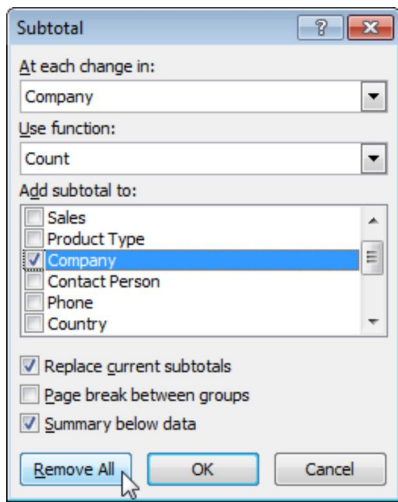 Subtotal
At each change in:
Company
Use function:
Count
Add subtotal to:
Sales
Product Type
Company
Contact Person
Phone
Country
Replace current subtotals
Page break between groups
Summary below data
Remove All OK Cancel